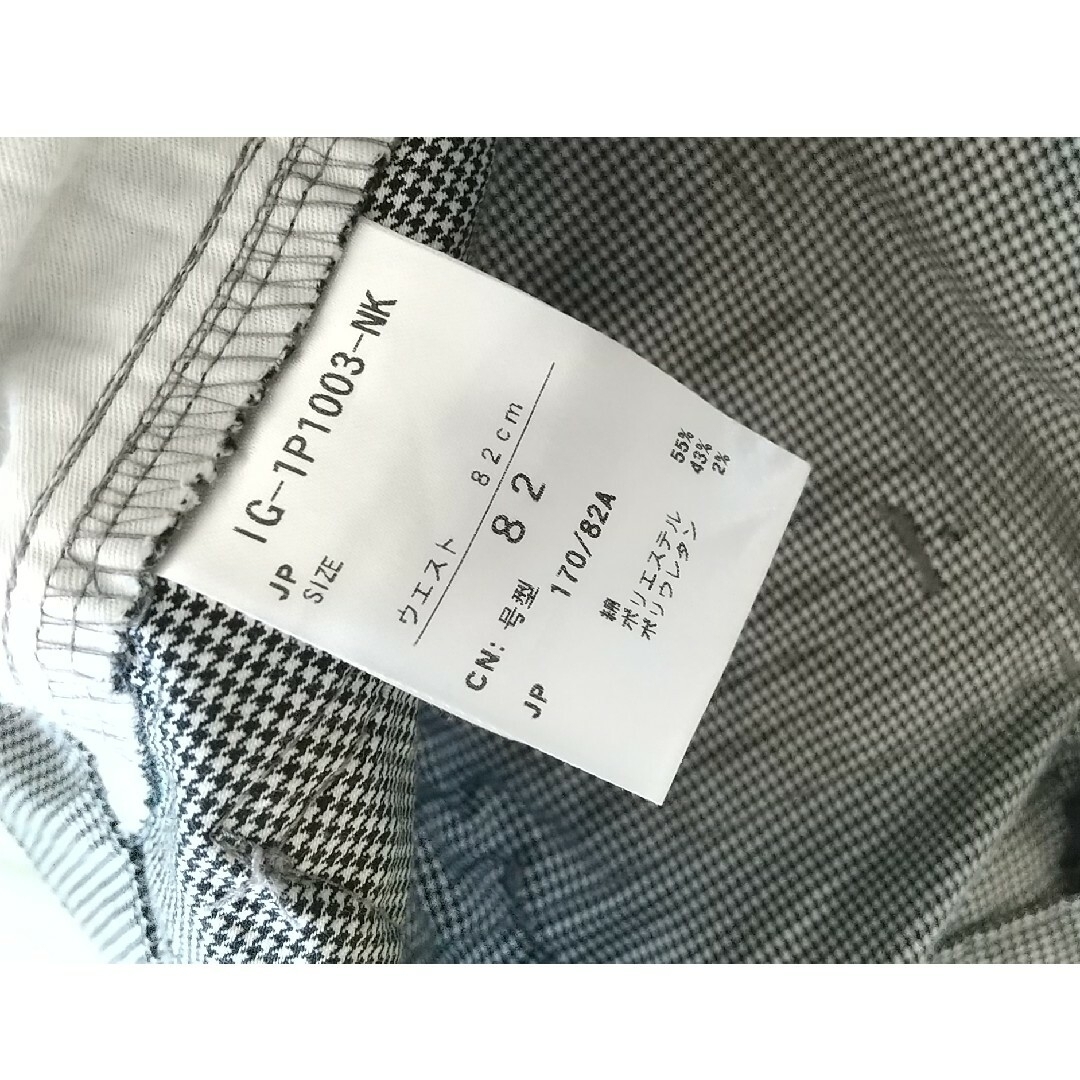 IG-1P1003-NK
JP
SIZE
ウエスト 82cm
82
CN: 号型 170/82A
JP
綿 55%
ポリエステル 43%
ポリウレタン 2%